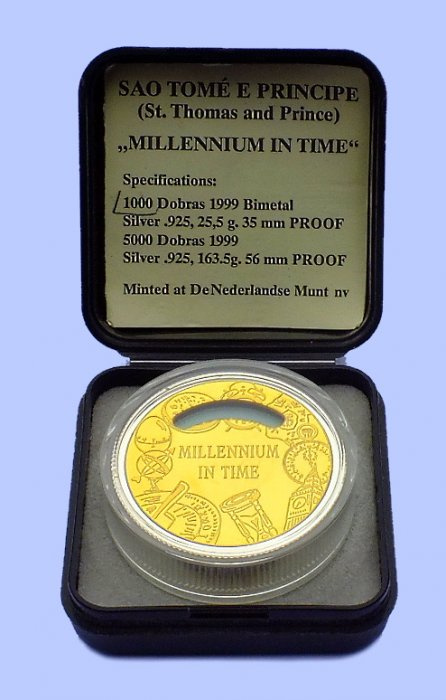 SAO TOMÉ E PRINCIPE
(St. Thomas and Prince)
„MILLENNIUM IN TIME“
Specifications:
1000 Dobras 1999 Bimetal
Silver .925, 25,5 g. 35 mm PROOF
5000 Dobras 1999
Silver .925, 163.5g. 56 mm PROOF
Minted at DeNederlandse Munt nv
MILLENNIUM
IN TIME